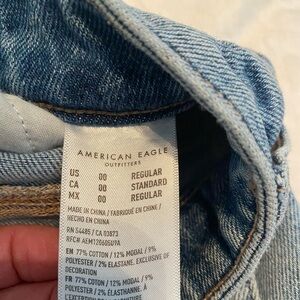 AMERICAN EAGLE
OUTFITTERS
US 00 REGULAR
CA 00 STANDARD
MX 00 REGULAR
MADE IN CHINA / FABRIQUÉ EN CHINE /
HECHO EN CHINA
RN 54485 / CA 03873
RFC# AEM120605U9A
EN 77% COTTON / 12% MODAL / 9%
POLYESTER / 2% ELASTANE, EXCLUSIVE OF
DECORATION
FR 77% COTON / 12% MODAL / 9%
POLYESTER / 2% ÉLASTHANNE, À